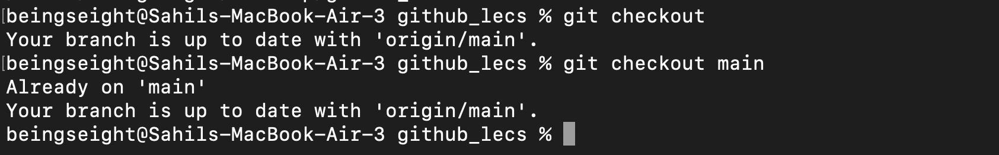 [beingseight@Sahils-MacBook-Air-3 github_lecs % git checkout
Your branch is up to date with 'origin/main'.
[beingseight@Sahils-MacBook-Air-3 github_lecs % git checkout main
Already on 'main'
Your branch is up to date with 'origin/main'.
beingseight@Sahils-MacBook-Air-3 github_lecs %